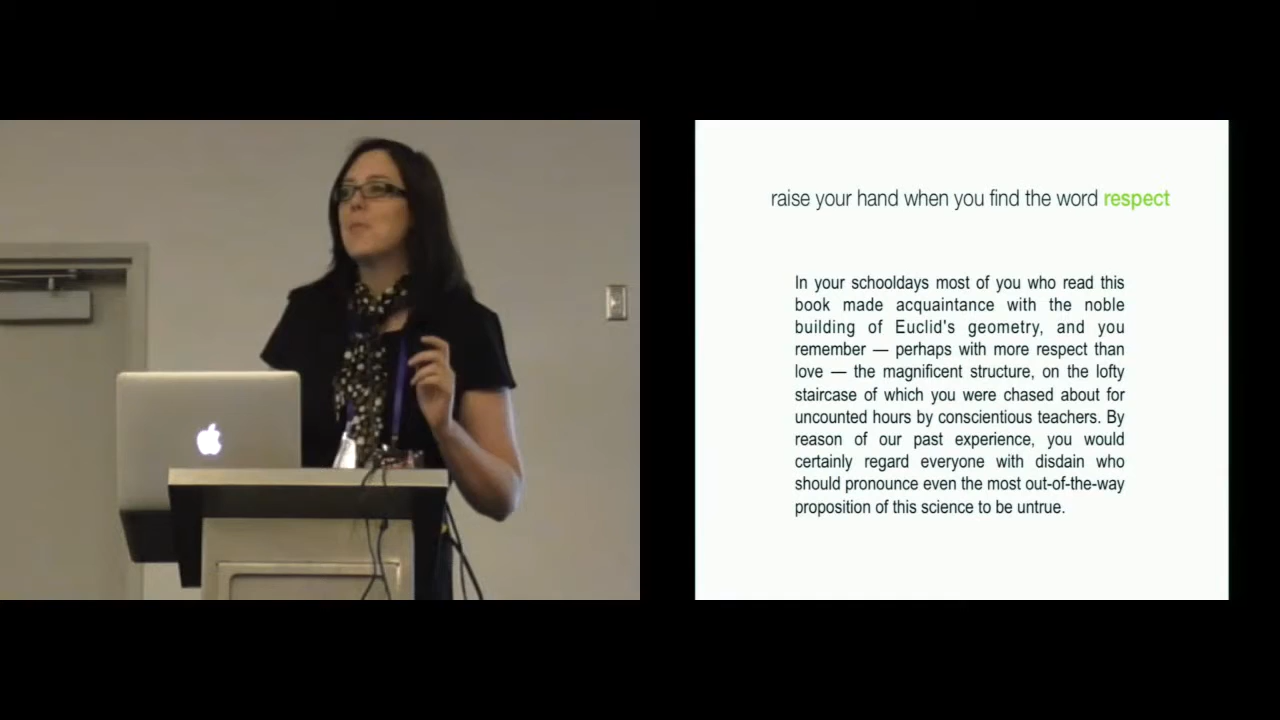 raise your hand when you find the word respect
In your schooldays most of you who read this
book made acquaintance with the noble
building of Euclid's geometry, and you
remember — perhaps with more respect than
love — the magnificent structure, on the lofty
staircase of which you were chased about for
uncounted hours by conscientious teachers. By
reason of our past experience, you would
certainly regard everyone with disdain who
should pronounce even the most out-of-the-way
proposition of this science to be untrue.